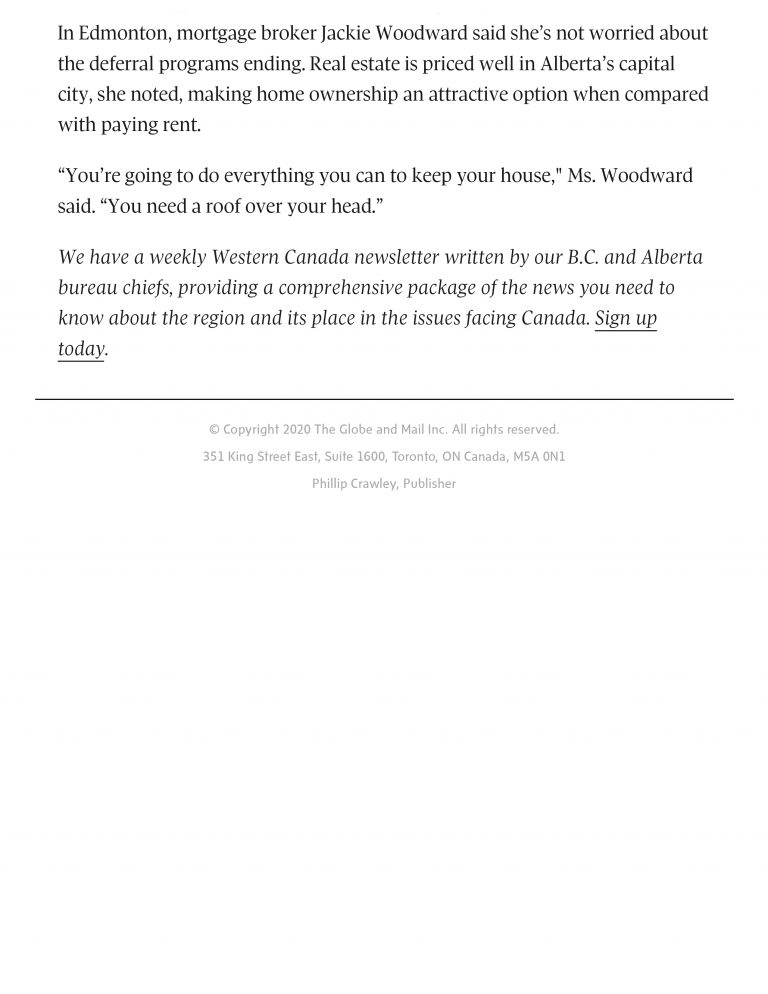 In Edmonton, mortgage broker Jackie Woodward said she’s not worried about
the deferral programs ending. Real estate is priced well in Alberta’s capital
city, she noted, making home ownership an attractive option when compared
with paying rent.
“You’re going to do everything you can to keep your house," Ms. Woodward
said. “You need a roof over your head.”
We have a weekly Western Canada newsletter written by our B.C. and Alberta
bureau chiefs, providing a comprehensive package of the news you need to
know about the region and its place in the issues facing Canada. Sign up
today.
© Copyright 2020 The Globe and Mail Inc. All rights reserved.
351 King Street East, Suite 1600, Toronto, ON Canada, M5A 0N1
Phillip Crawley, Publisher